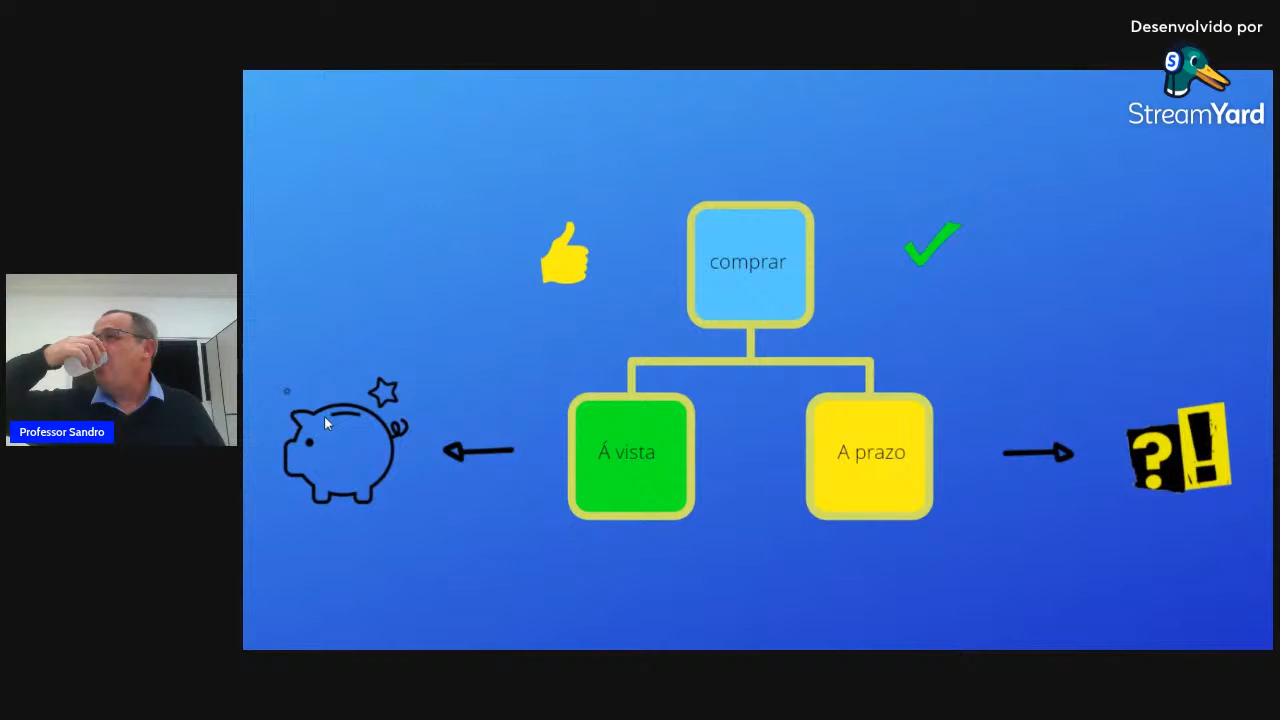 Desenvolvido por
StreamYard
comprar
Á vista
A prazo
?!
Professor Sandro